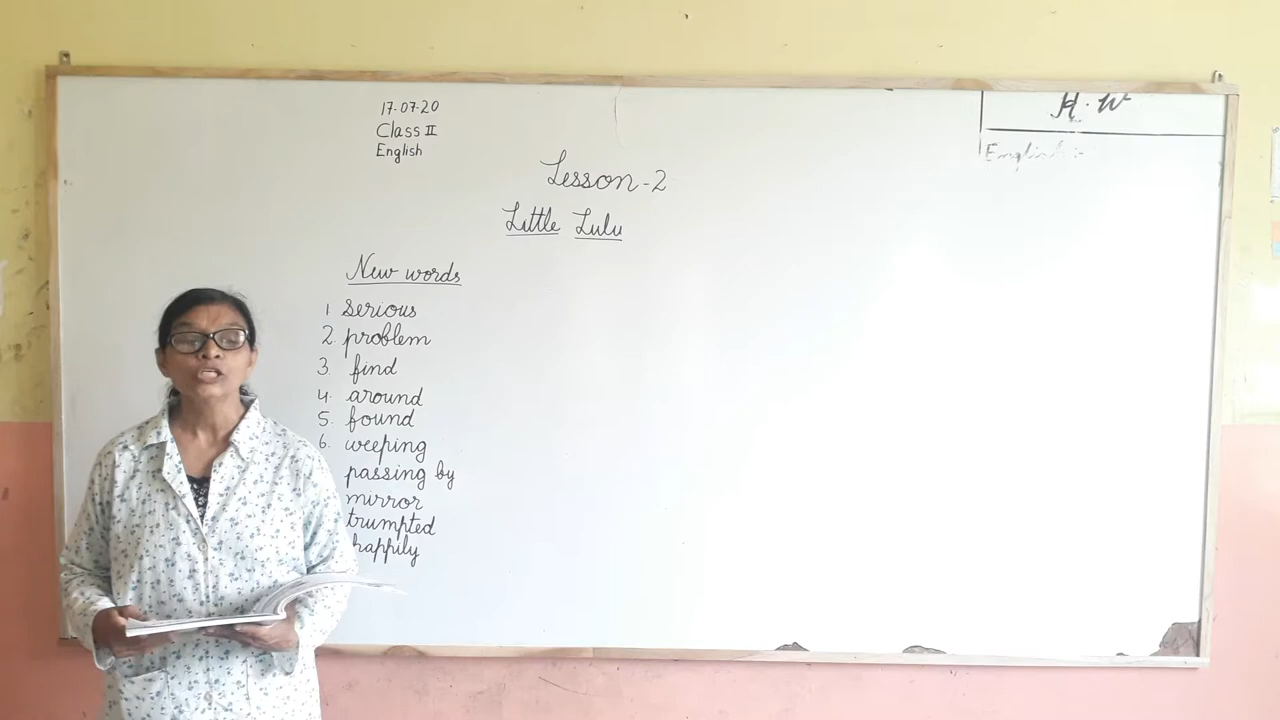 17-07-20
Class II
English
H.W
English :-
Lesson-2
Little Lulu
New words
1 serious
2. problem
3. find
4. around
5. found
6. weeping
passing by
mirror
trumpted
happily